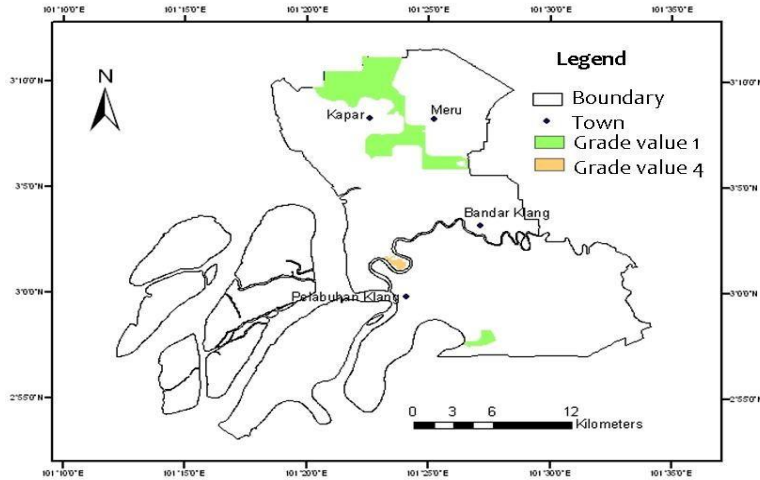 101°10'0"E 101°15'0"E 101°20'0"E 101°25'0"E 101°30'0"E 101°35'0"E
N
Legend
Boundary
Town
Grade value 1
Grade value 4
3°10'0"N 3°10'0"N
Kapar Meru
3°5'0"N 3°5'0"N
Bandar Klang
3°0'0"N 3°0'0"N
Pelabuhan Klang
2°55'0"N 2°55'0"N
0 3 6 12
Kilometers
101°10'0"E 101°15'0"E 101°20'0"E 101°25'0"E 101°30'0"E 101°35'0"E